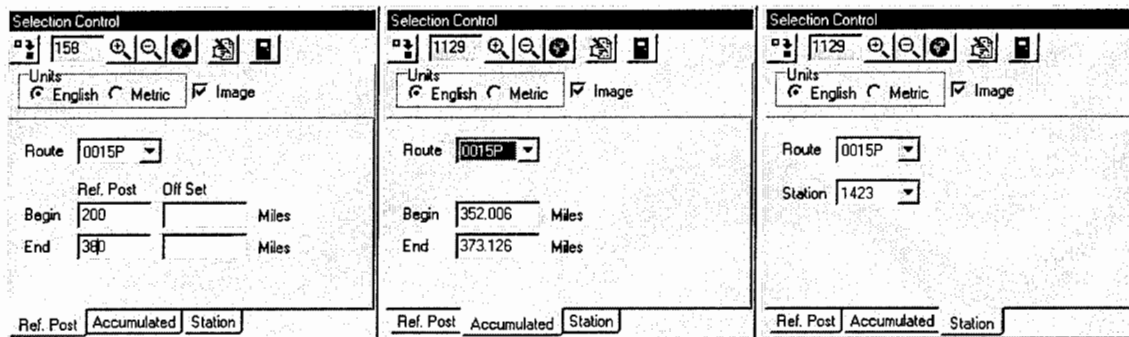 Selection Control
158
Units
English Metric Image
Route 0015P
Ref. Post Off Set
Begin 200 Miles
End 380 Miles
Ref. Post Accumulated Station
Selection Control
1129
Units
English Metric Image
Route 0015P
Begin 352.006 Miles
End 373.126 Miles
Ref. Post Accumulated Station
Selection Control
1129
Units
English Metric Image
Route 0015P
Station 1423
Ref. Post Accumulated Station